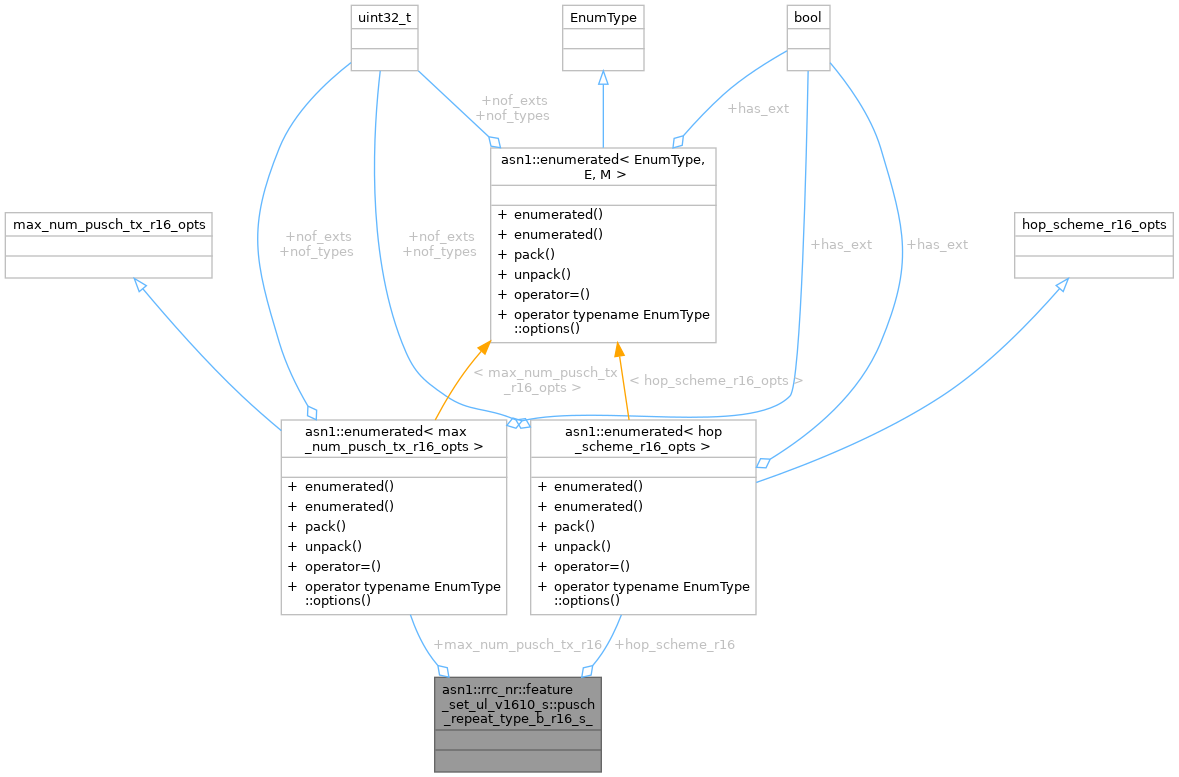 uint32_t
EnumType
bool
+nof_exts
+nof_types
+has_ext
asn1::enumerated< EnumType,
E, M >
+ enumerated()
+ enumerated()
+ pack()
+ unpack()
+ operator=()
+ operator typename EnumType
::options()
max_num_pusch_tx_r16_opts
hop_scheme_r16_opts
+nof_exts
+nof_types
+nof_exts
+nof_types
+has_ext
+has_ext
< max_num_pusch_tx
_r16_opts >
< hop_scheme_r16_opts >
asn1::enumerated< max
_num_pusch_tx_r16_opts >
+ enumerated()
+ enumerated()
+ pack()
+ unpack()
+ operator=()
+ operator typename EnumType
::options()
asn1::enumerated< hop
_scheme_r16_opts >
+ enumerated()
+ enumerated()
+ pack()
+ unpack()
+ operator=()
+ operator typename EnumType
::options()
+max_num_pusch_tx_r16
+hop_scheme_r16
asn1::rrc_nr::feature
_set_ul_v1610_s::pusch
_repeat_type_b_r16_s_